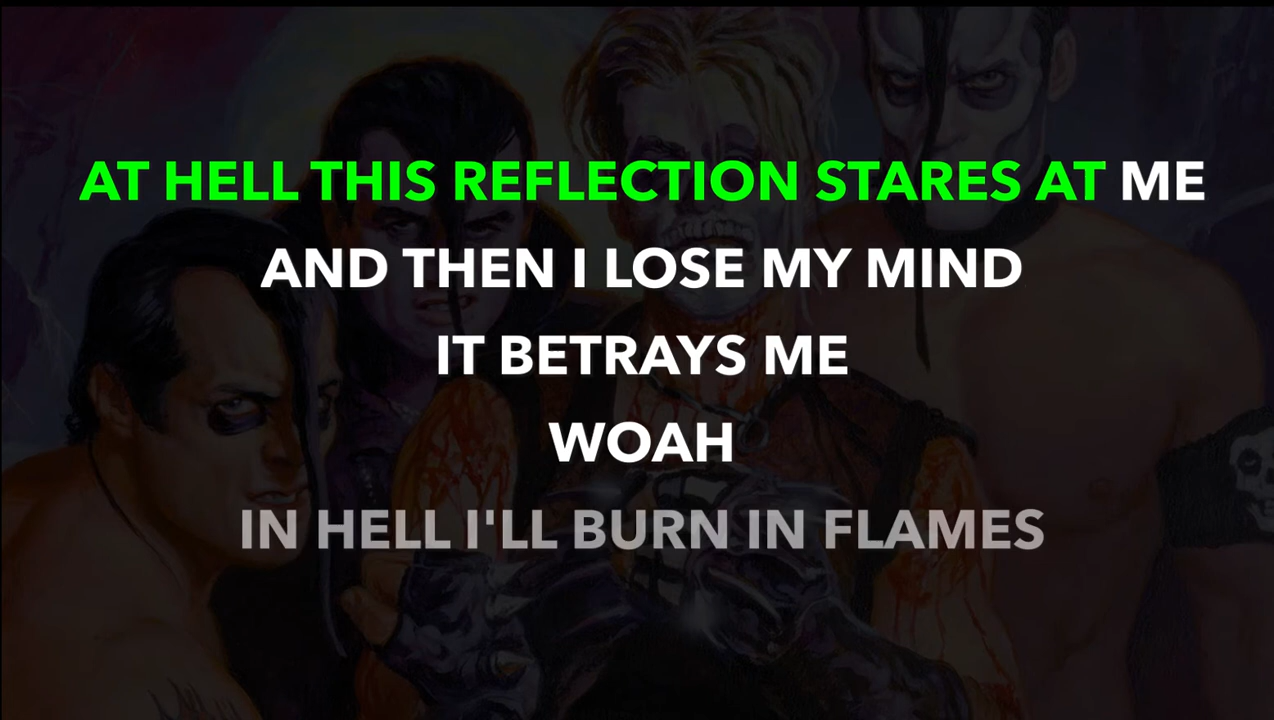 AT HELL THIS REFLECTION STARES AT ME
AND THEN I LOSE MY MIND
IT BETRAYS ME
WOAH
IN HELL I'LL BURN IN FLAMES